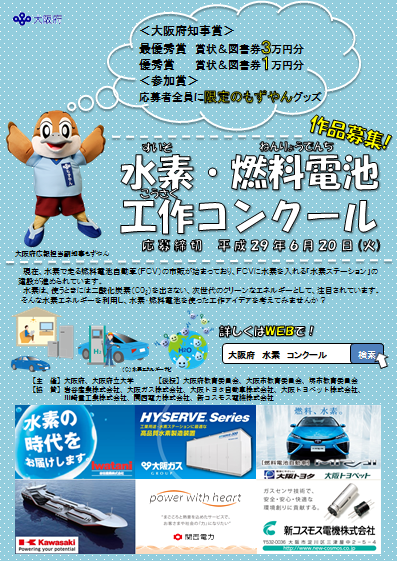 大阪府
<大阪府知事賞>
最優秀賞 賞状&図書券3万円分
優秀賞 賞状&図書券1万円分
<参加賞>
応募者全員に限定のもずやんグッズ
作品募集!
すいそ ねんりょうでんち
水素・燃料電池
こうさく
工作コンクール
応募締切 平成29年6月20日(火)
大阪府広報担当副知事もずやん
現在、水素で走る燃料電池自動車(FCV)の市販が始まっており、FCVに水素を入れる「水素ステーション」の
建設が進められています。
水素は、使うときには二酸化炭素(CO₂)を出さない、次世代のクリーンなエネルギーとして、注目されています。
そんな水素エネルギーを利用し、水素・燃料電池を使った工作アイデアを考えてみませんか?
H₂
H₂O
詳しくはWEBで!
大阪府 水素 コンクール 検索
【主 催】大阪府、大阪府立大学 【後援】大阪府教育委員会、大阪市教育委員会、堺市教育委員会
【協 賛】岩谷産業株式会社、大阪ガス株式会社、大阪トヨタ自動車株式会社、大阪トヨペット株式会社、
川崎重工業株式会社、関西電力株式会社、新コスモス電機株式会社
水素の
時代を
お届けします
Iwatani
HYSERVE Series
高品質水素製造装置
大阪ガス
GROUP
燃料、水素。
大阪トヨタ 大阪トヨペット
Kawasaki
Powering your potential
power with heart
関西電力
ガスセンサ技術で、
安全・安心・快適な
環境創りに貢献する。
新コスモス電機株式会社
〒532-0036 大阪市淀川区三津屋中2-5-4
http://www.new-cosmos.co.jp